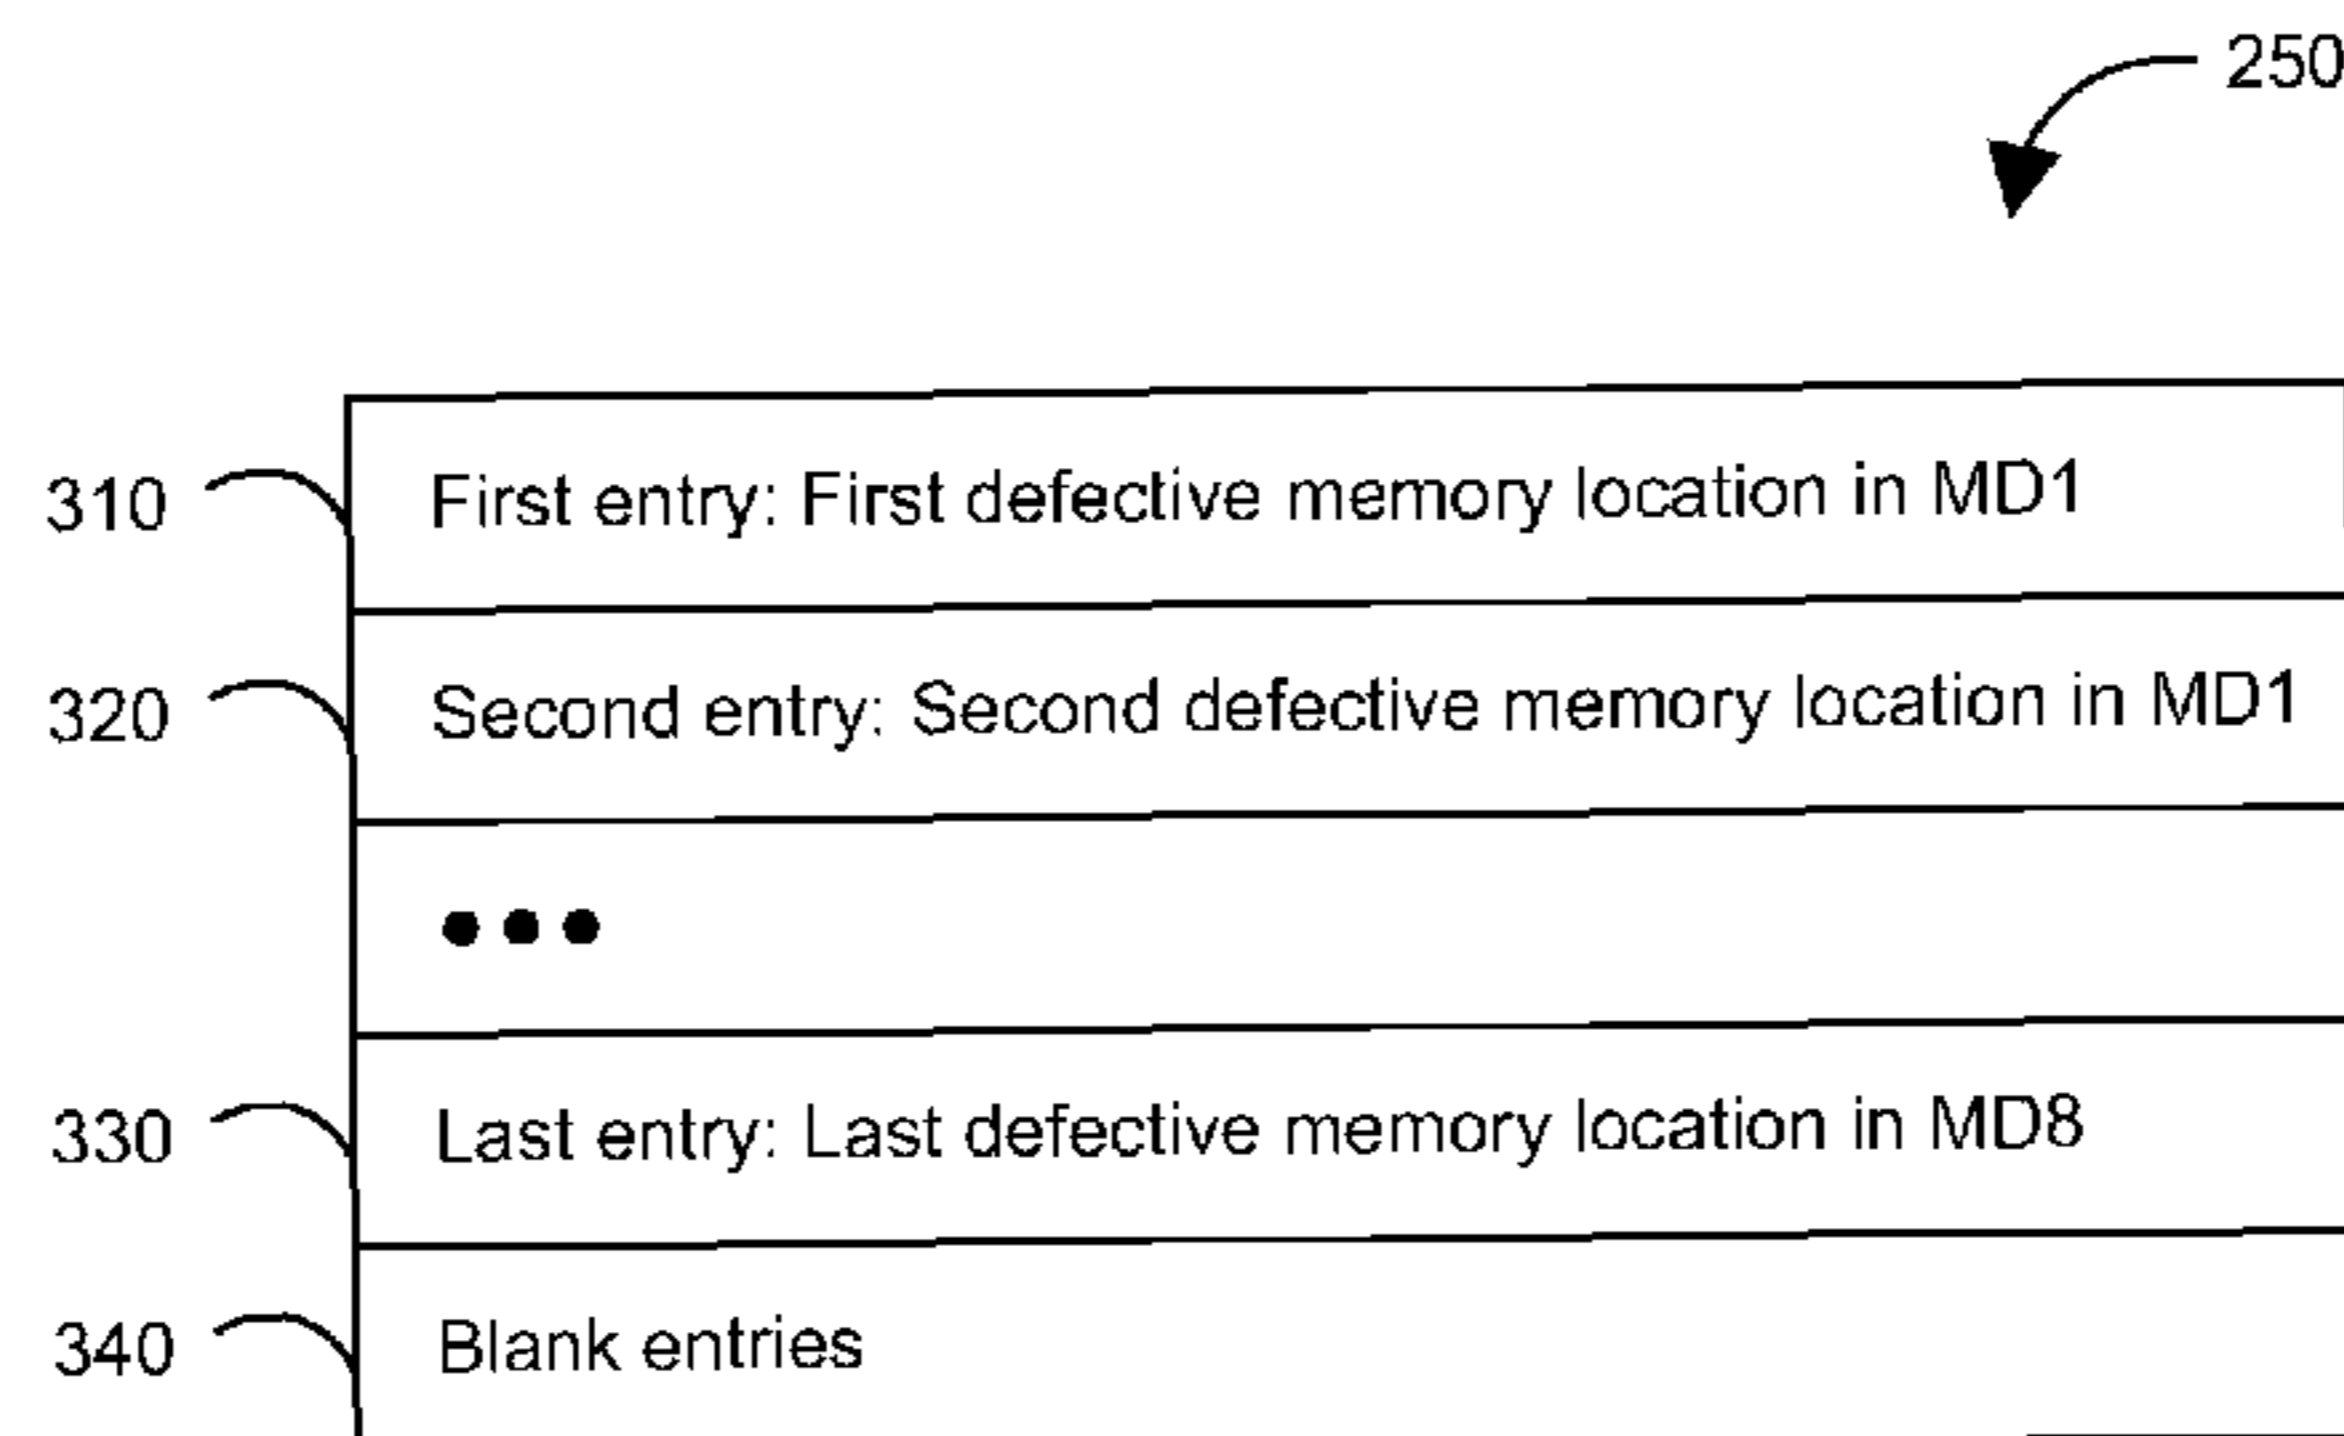 250
310 First entry: First defective memory location in MD1
320 Second entry: Second defective memory location in MD1
●●●
330 Last entry: Last defective memory location in MD8
340 Blank entries